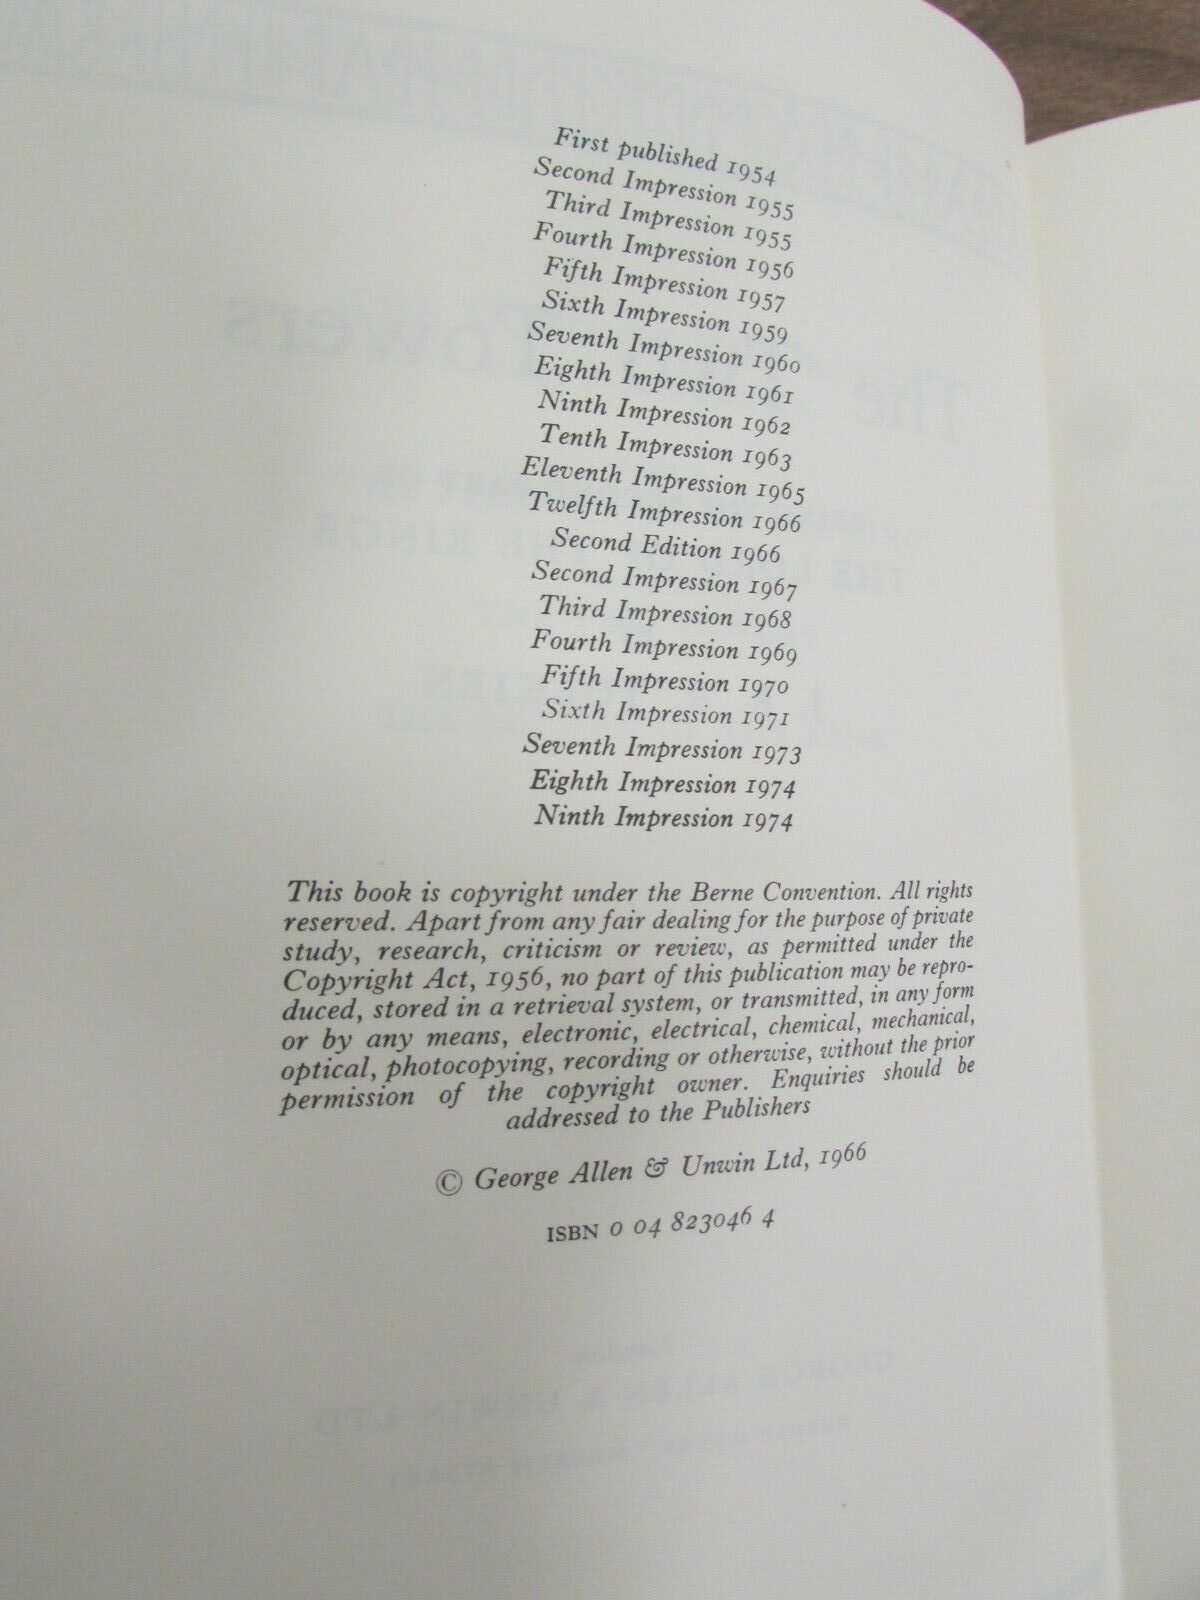 First published 1954
Second Impression 1955
Third Impression 1955
Fourth Impression 1956
Fifth Impression 1957
Sixth Impression 1959
Seventh Impression 1960
Eighth Impression 1961
Ninth Impression 1962
Tenth Impression 1963
Eleventh Impression 1965
Twelfth Impression 1966
Second Edition 1966
Second Impression 1967
Third Impression 1968
Fourth Impression 1969
Fifth Impression 1970
Sixth Impression 1971
Seventh Impression 1973
Eighth Impression 1974
Ninth Impression 1974
This book is copyright under the Berne Convention. All rights
reserved. Apart from any fair dealing for the purpose of private
study, research, criticism or review, as permitted under the
Copyright Act, 1956, no part of this publication may be repro-
duced, stored in a retrieval system, or transmitted, in any form
or by any means, electronic, electrical, chemical, mechanical,
optical, photocopying, recording or otherwise, without the prior
permission of the copyright owner. Enquiries should be
addressed to the Publishers
© George Allen & Unwin Ltd, 1966
ISBN 0 04 823046 4